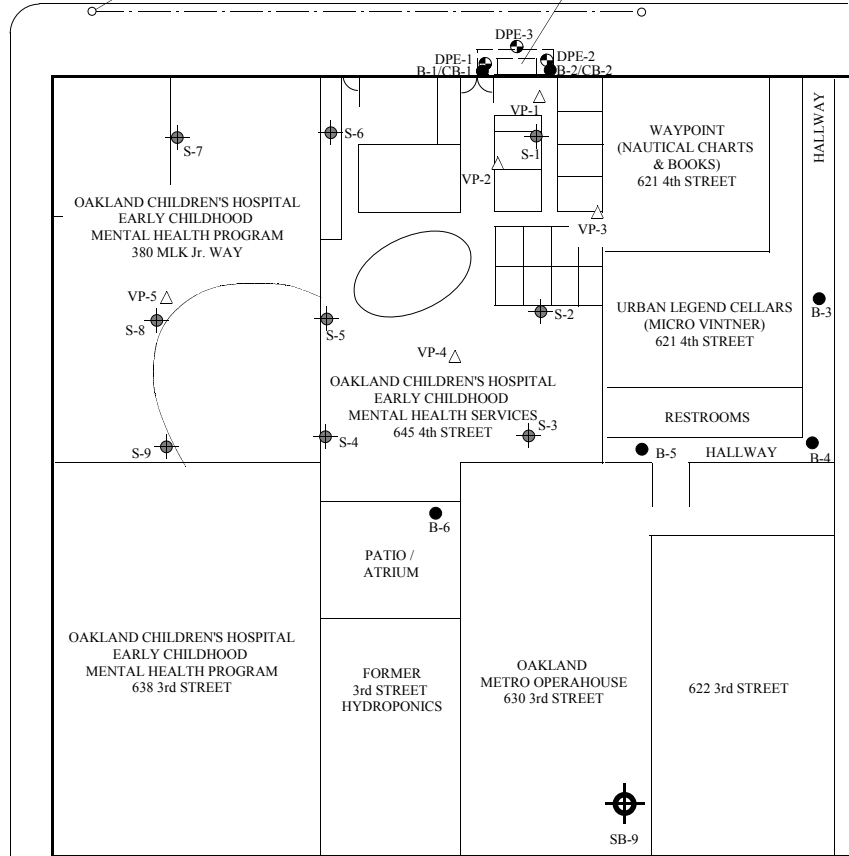 DPE-3
DPE-1
DPE-2
B-1/CB-1
B-2/CB-2
VP-1
S-7
S-6
S-1
VP-2
WAYPOINT
(NAUTICAL CHARTS
& BOOKS)
621 4th STREET
HALLWAY
OAKLAND CHILDREN'S HOSPITAL
EARLY CHILDHOOD
MENTAL HEALTH PROGRAM
380 MLK Jr. WAY
VP-3
VP-5
S-8
S-5
S-2
URBAN LEGEND CELLARS
(MICRO VINTNER)
621 4th STREET
B-3
VP-4
OAKLAND CHILDREN'S HOSPITAL
EARLY CHILDHOOD
MENTAL HEALTH SERVICES
645 4th STREET
S-9
S-4
S-3
RESTROOMS
B-5
HALLWAY
B-4
B-6
PATIO /
ATRIUM
OAKLAND CHILDREN'S HOSPITAL
EARLY CHILDHOOD
MENTAL HEALTH PROGRAM
638 3rd STREET
FORMER
3rd STREET
HYDROPONICS
OAKLAND
METRO OPERAHOUSE
630 3rd STREET
622 3rd STREET
SB-9